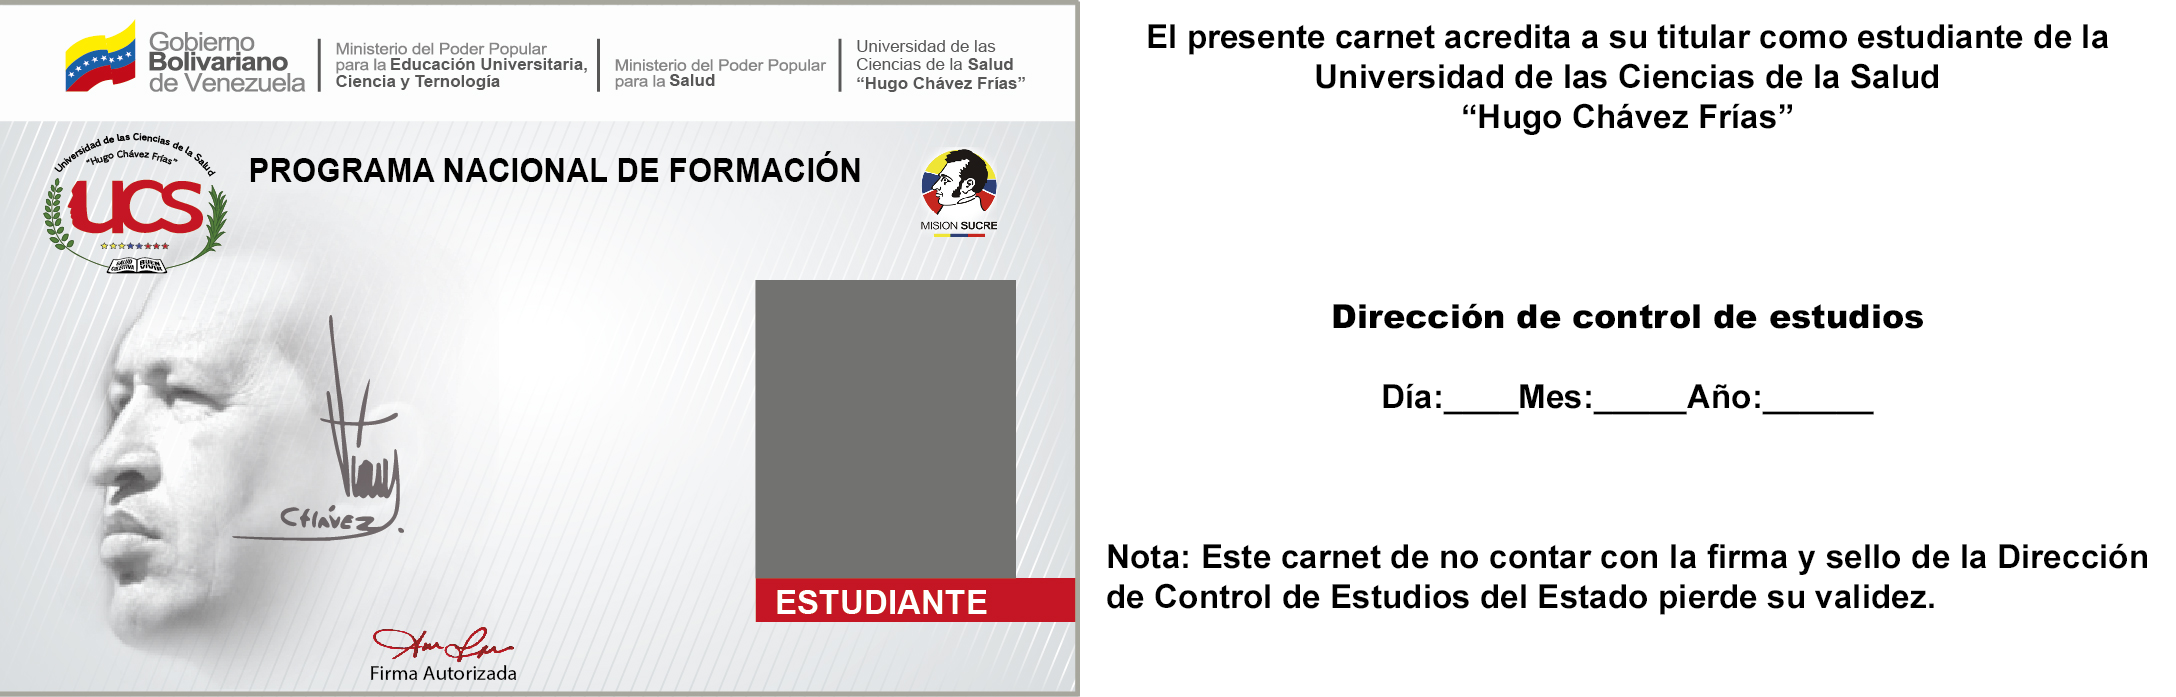 Gobierno
Bolivariano
de Venezuela
Ministerio del Poder Popular
para la Educación Universitaria,
Ciencia y Ternología
Ministerio del Poder Popular
para la Salud
Universidad de las
Ciencias de la Salud
“Hugo Chávez Frías”
Universidad de las Ciencias de la Salud
“Hugo Chávez Frías”
UCS
SALUD COLECTIVA
BUEN VIVIR
PROGRAMA NACIONAL DE FORMACIÓN
MISION SUCRE
CHÁVEZ
ESTUDIANTE
Firma Autorizada
El presente carnet acredita a su titular como estudiante de la
Universidad de las Ciencias de la Salud
“Hugo Chávez Frías”
Dirección de control de estudios
Día:____Mes:_____Año:______
Nota: Este carnet de no contar con la firma y sello de la Dirección
de Control de Estudios del Estado pierde su validez.